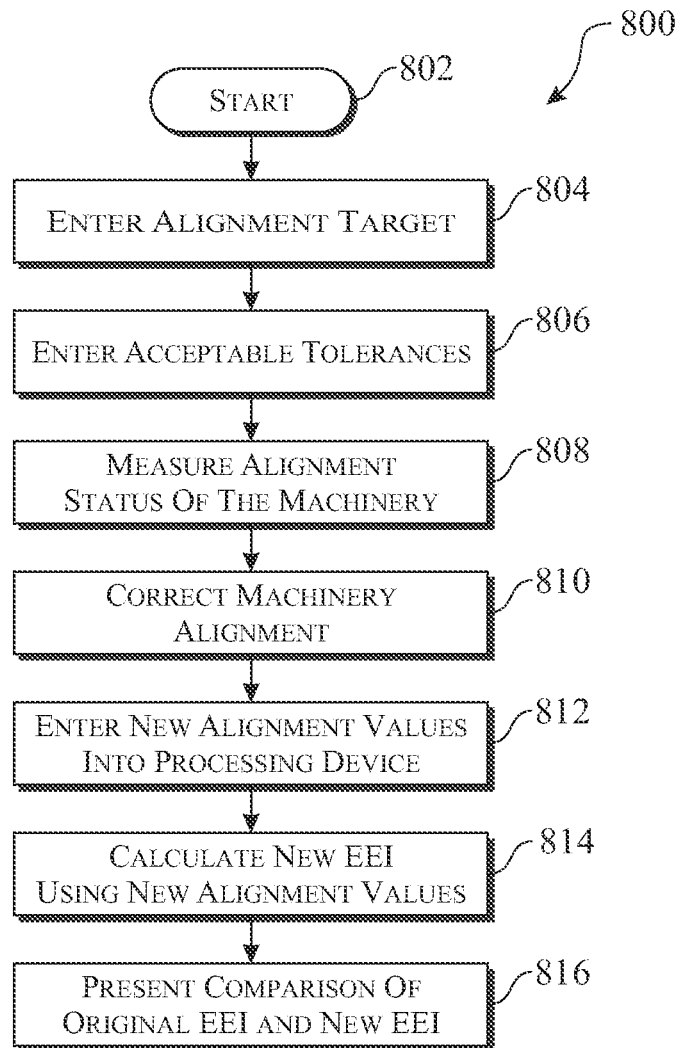 800
802
START
804
ENTER ALIGNMENT TARGET
806
ENTER ACCEPTABLE TOLERANCES
808
MEASURE ALIGNMENT
STATUS OF THE MACHINERY
810
CORRECT MACHINERY
ALIGNMENT
812
ENTER NEW ALIGNMENT VALUES
INTO PROCESSING DEVICE
814
CALCULATE NEW EEI
USING NEW ALIGNMENT VALUES
816
PRESENT COMPARISON OF
ORIGINAL EEI AND NEW EEI